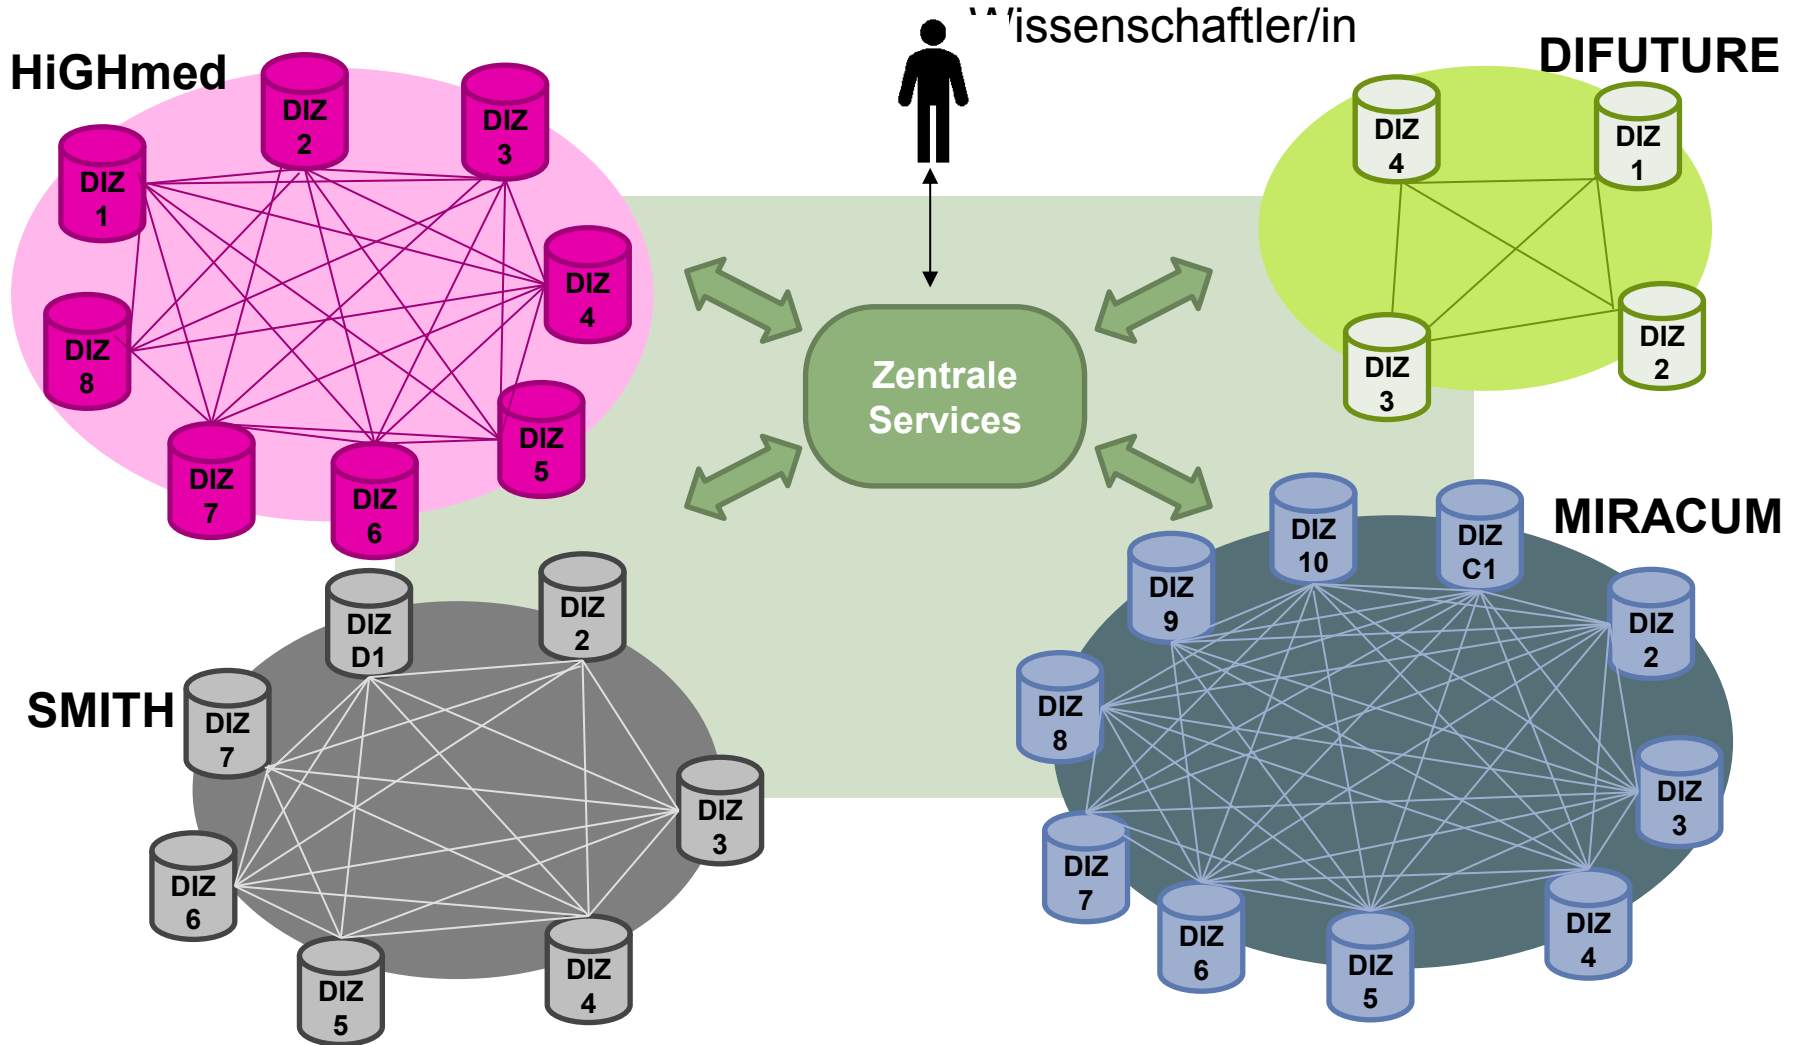 Wissenschaftler/in
HiGHmed
DIZ
1
DIZ
2
DIZ
3
DIZ
4
DIZ
5
DIZ
6
DIZ
7
DIZ
8
DIFUTURE
DIZ
4
DIZ
1
DIZ
3
DIZ
2
Zentrale
Services
SMITH
DIZ
D1
DIZ
2
DIZ
3
DIZ
4
DIZ
5
DIZ
6
DIZ
7
MIRACUM
DIZ
10
DIZ
C1
DIZ
2
DIZ
3
DIZ
4
DIZ
5
DIZ
6
DIZ
7
DIZ
8
DIZ
9